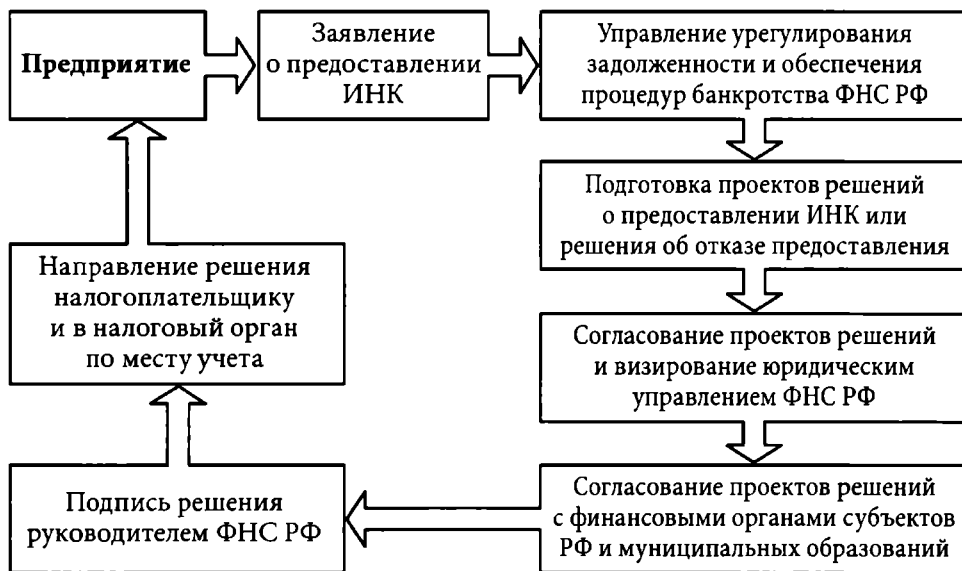 Предприятие
Заявление
о предоставлении
ИНК
Управление урегулирования
задолженности и обеспечения
процедур банкротства ФНС РФ
Подготовка проектов решений
о предоставлении ИНК или
решения об отказе предоставления
Согласование проектов решений
и визирование юридическим
управлением ФНС РФ
Согласование проектов решений
с финансовыми органами субъектов
РФ и муниципальных образований
Подпись решения
руководителем ФНС РФ
Направление решения
налогоплательщику
и в налоговый орган
по месту учета